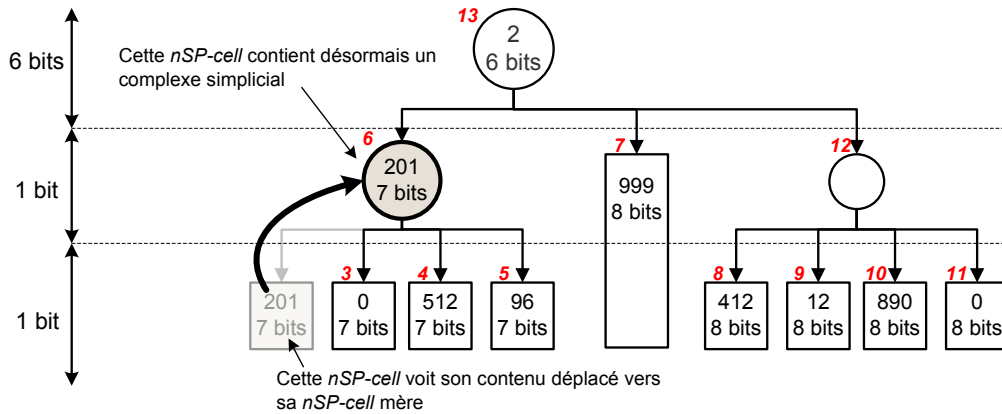 13
2
6 bits
6 bits
Cette nSP-cell contient désormais un
complexe simplicial
6
7
12
201
7 bits
999
8 bits
1 bit
3
4
5
8
9
10
11
201
7 bits
0
7 bits
512
7 bits
96
7 bits
412
8 bits
12
8 bits
890
8 bits
0
8 bits
1 bit
Cette nSP-cell voit son contenu déplacé vers
sa nSP-cell mère